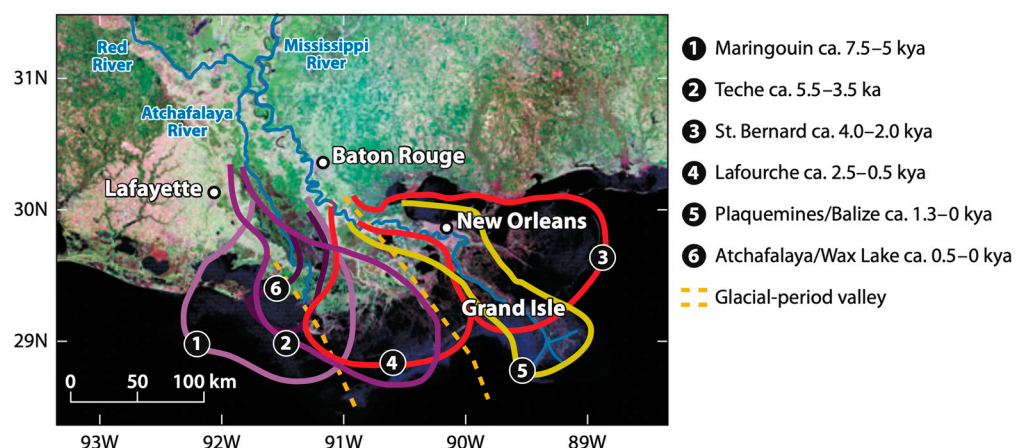 Red
River
Mississippi
River
31N
Atchafalaya
River
Baton Rouge
Lafayette
30N
New Orleans
3
6
Grand Isle
29N
1
2
4
5
0 50 100 km
93W 92W 91W 90W 89W
1 Maringouin ca. 7.5–5 kya
2 Teche ca. 5.5–3.5 ka
3 St. Bernard ca. 4.0–2.0 kya
4 Lafourche ca. 2.5–0.5 kya
5 Plaquemines/Balize ca. 1.3–0 kya
6 Atchafalaya/Wax Lake ca. 0.5–0 kya
Glacial-period valley